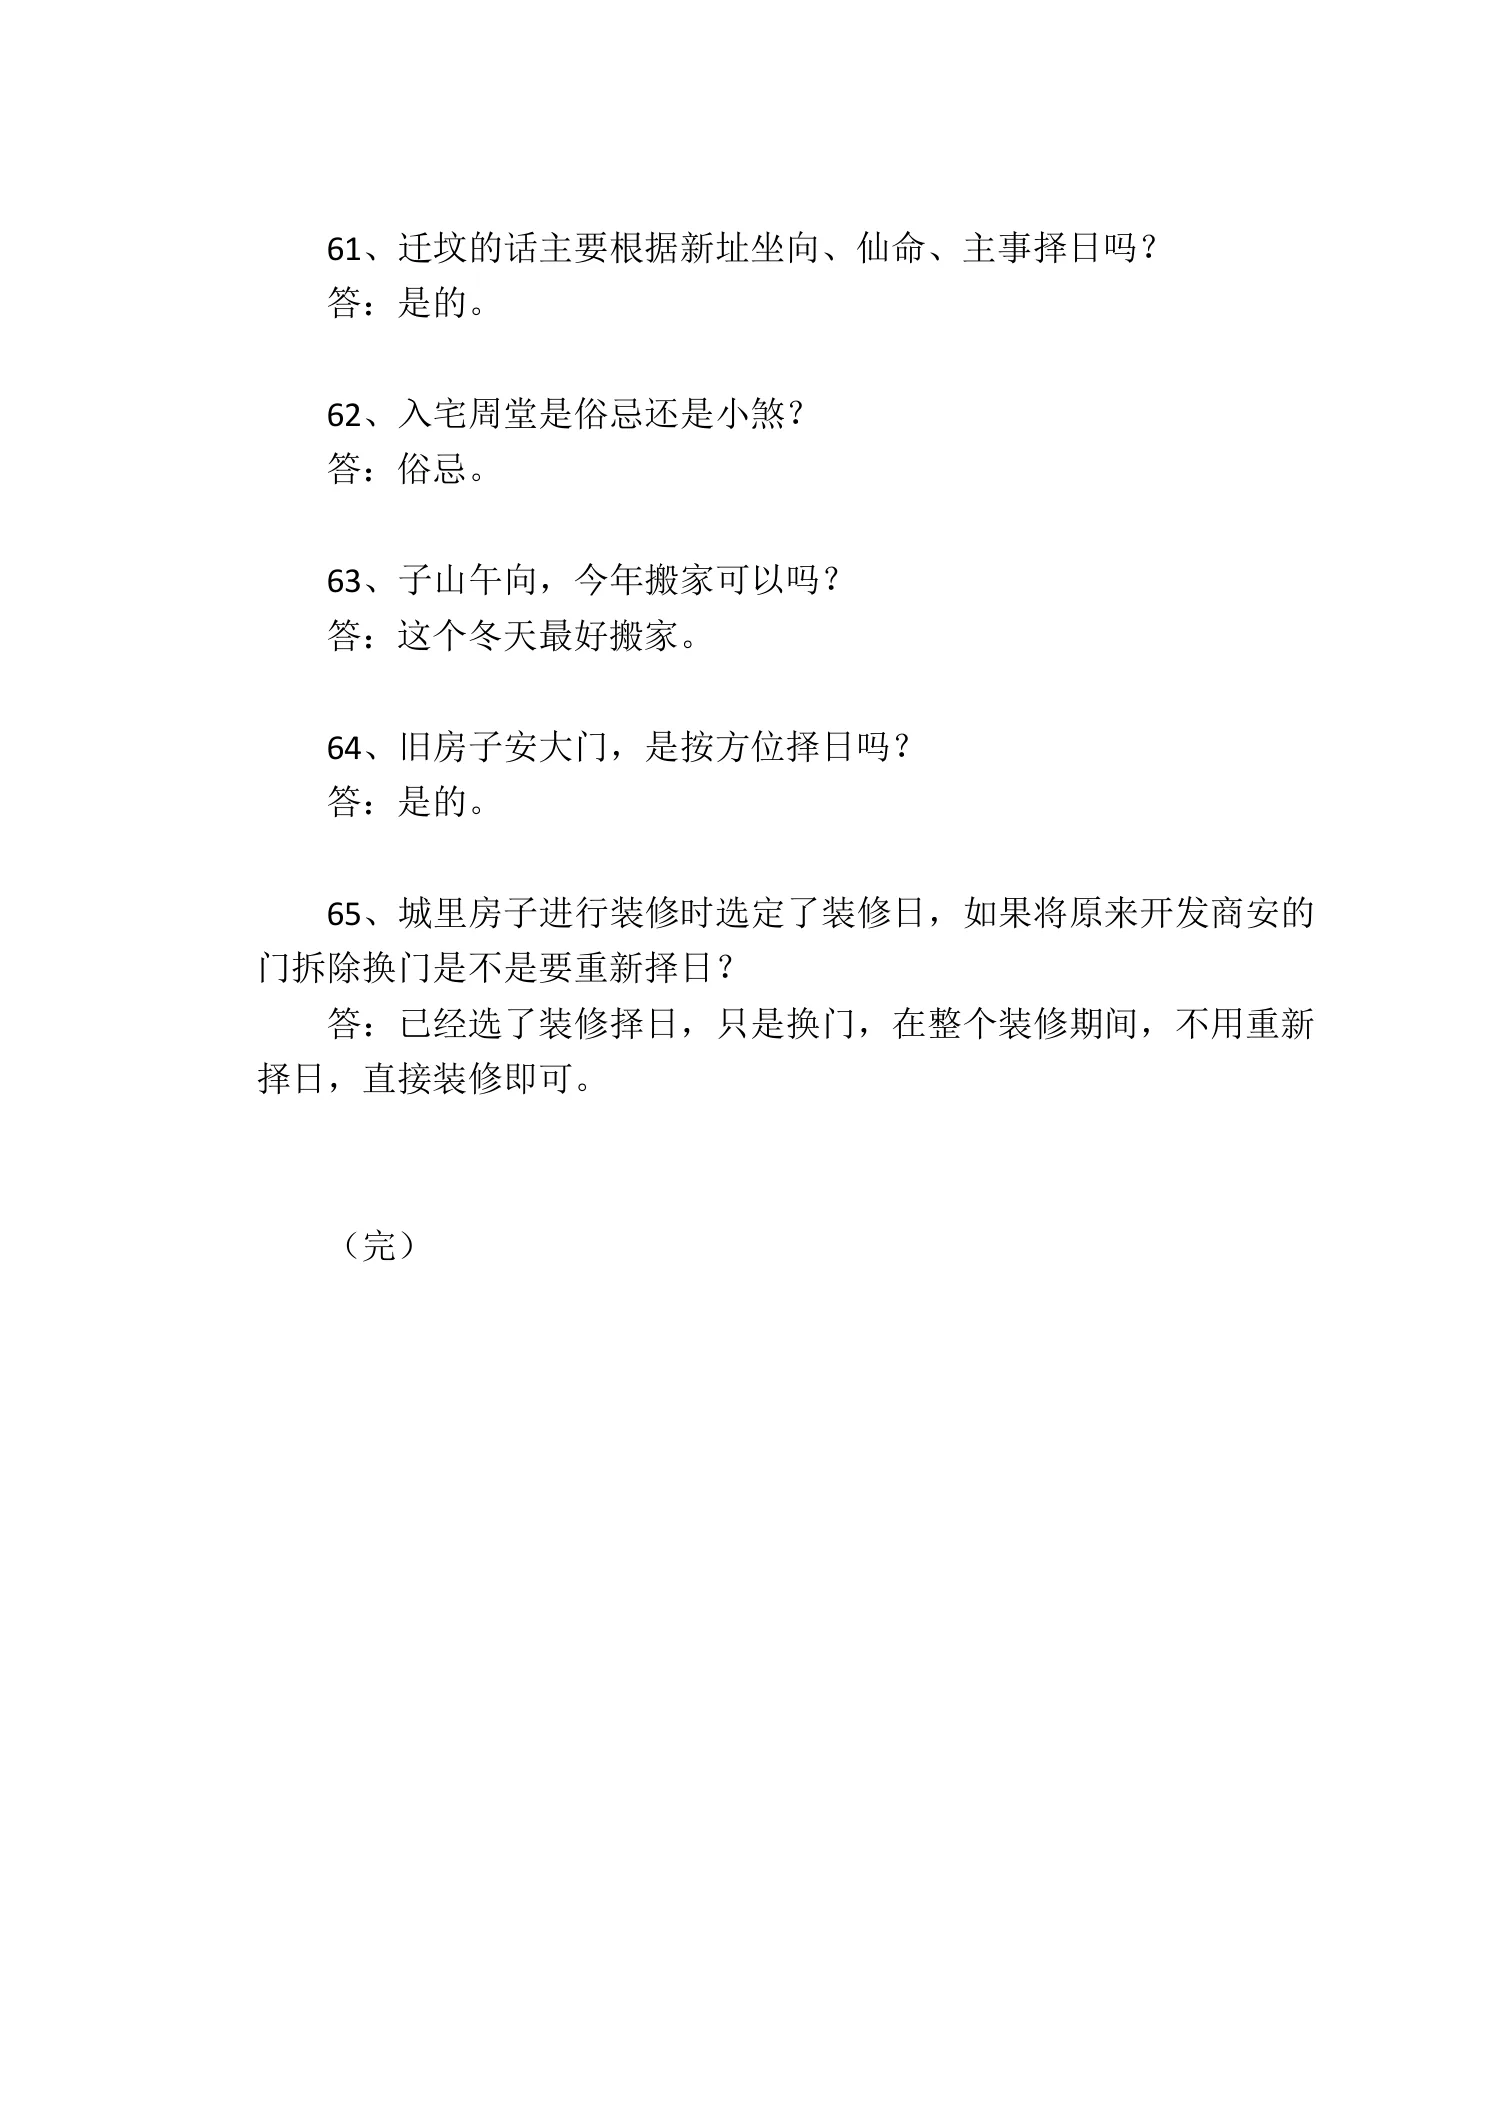 61、迁坟的话主要根据新址坐向、仙命、主事择日吗？
答：是的。
62、入宅周堂是俗忌还是小煞？
答：俗忌。
63、子山午向，今年搬家可以吗？
答：这个冬天最好搬家。
64、旧房子安大门，是按方位择日吗？
答：是的。
65、城里房子进行装修时选定了装修日，如果将原来开发商安的
门拆除换门是不是要重新择日？
答：已经选了装修择日，只是换门，在整个装修期间，不用重新
择日，直接装修即可。
（完）